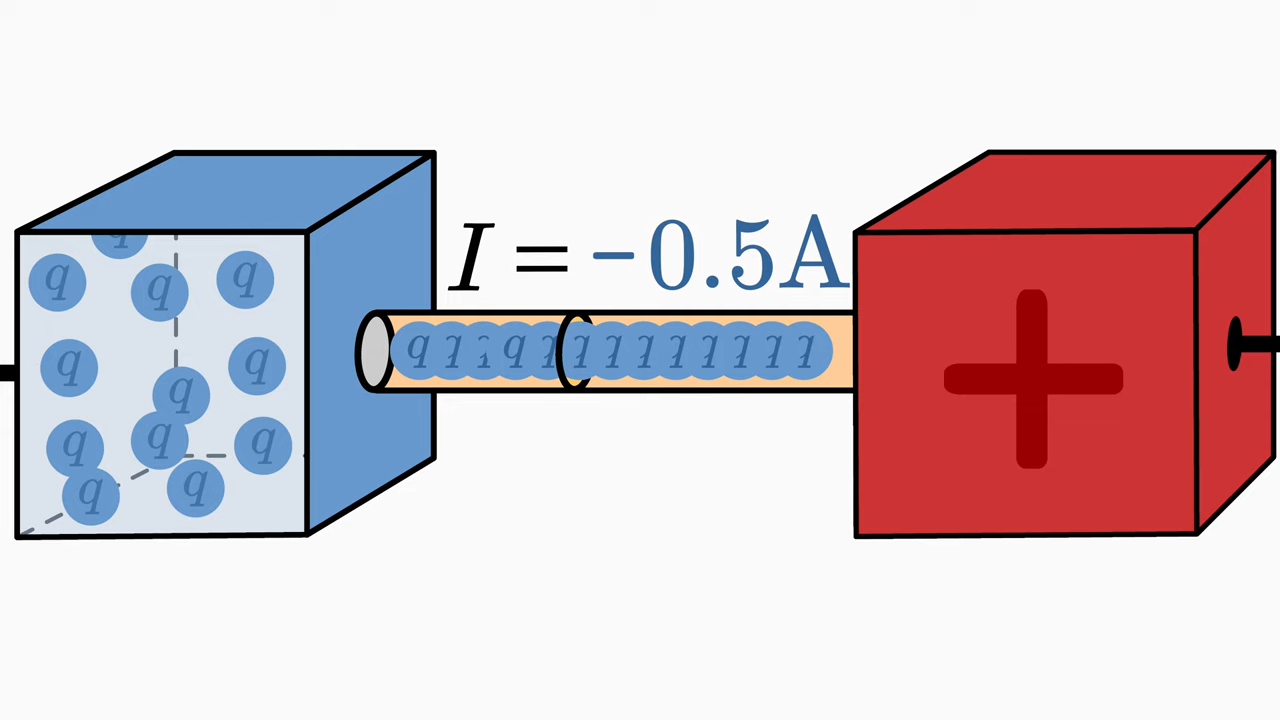 I = −0.5A
q
q q q
q q
q
q q q
q q
q q q q q q q q q q q q q
+